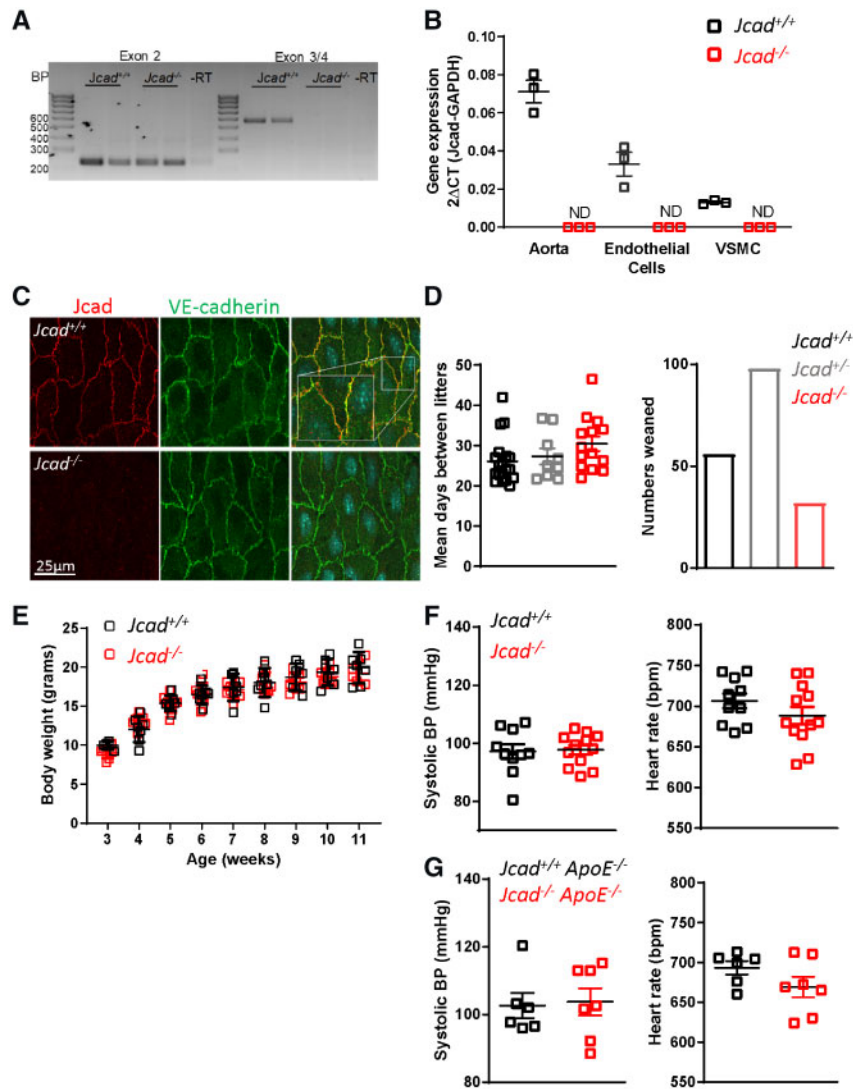 A
Exon 2 Exon 3/4
BP Jcad+/+ Jcad-/- -RT Jcad+/+ Jcad-/- -RT
600
500
400
300
200
B
Jcad+/+
Jcad-/-
Gene expression
2ΔCT (Jcad-GAPDH)
0.10
0.08
0.06
0.04
0.02
0.00
ND ND ND
Aorta Endothelial Cells VSMC
C
Jcad VE-cadherin
Jcad+/+
Jcad-/-
25μm
D
Mean days between litters
50
40
30
20
10
0
Numbers weaned
100
50
0
Jcad+/+
Jcad+/-
Jcad-/-
E
Jcad+/+
Jcad-/-
Body weight (grams)
25
20
15
10
5
0
3 4 5 6 7 8 9 10 11
Age (weeks)
F
Jcad+/+
Jcad-/-
Systolic BP (mmHg)
140
120
100
80
Heart rate (bpm)
800
750
700
650
600
550
G
Jcad+/+ ApoE-/-
Jcad-/- ApoE-/-
Systolic BP (mmHg)
140
120
100
80
Heart rate (bpm)
800
750
700
650
600
550